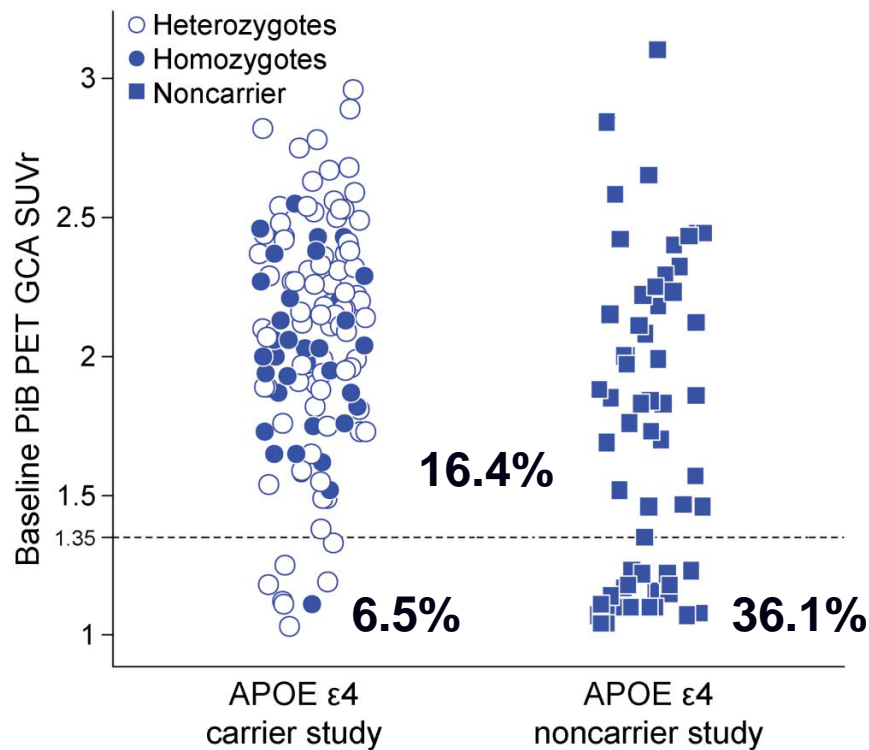 Heterozygotes
Homozygotes
Noncarrier
Baseline PiB PET GCA SUVr
3
2.5
2
1.5
1.35
1
16.4%
6.5%
36.1%
APOE ε4
carrier study
APOE ε4
noncarrier study